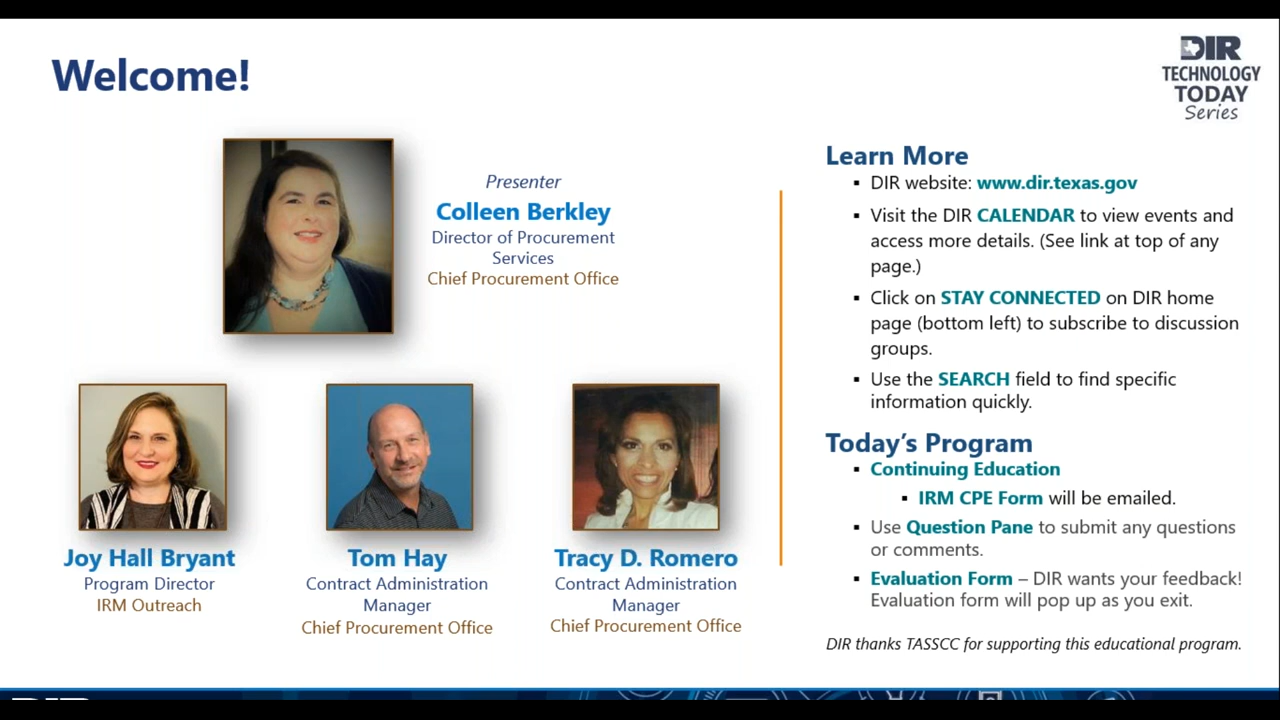 Welcome!
DIR
TECHNOLOGY
TODAY
Series
Presenter
Colleen Berkley
Director of Procurement
Services
Chief Procurement Office
Joy Hall Bryant
Program Director
IRM Outreach
Tom Hay
Contract Administration
Manager
Chief Procurement Office
Tracy D. Romero
Contract Administration
Manager
Chief Procurement Office
Learn More
▪ DIR website: www.dir.texas.gov
▪ Visit the DIR CALENDAR to view events and
access more details. (See link at top of any
page.)
▪ Click on STAY CONNECTED on DIR home
page (bottom left) to subscribe to discussion
groups.
▪ Use the SEARCH field to find specific
information quickly.
Today’s Program
▪ Continuing Education
▪ IRM CPE Form will be emailed.
▪ Use Question Pane to submit any questions
or comments.
▪ Evaluation Form – DIR wants your feedback!
Evaluation form will pop up as you exit.
DIR thanks TASSCC for supporting this educational program.